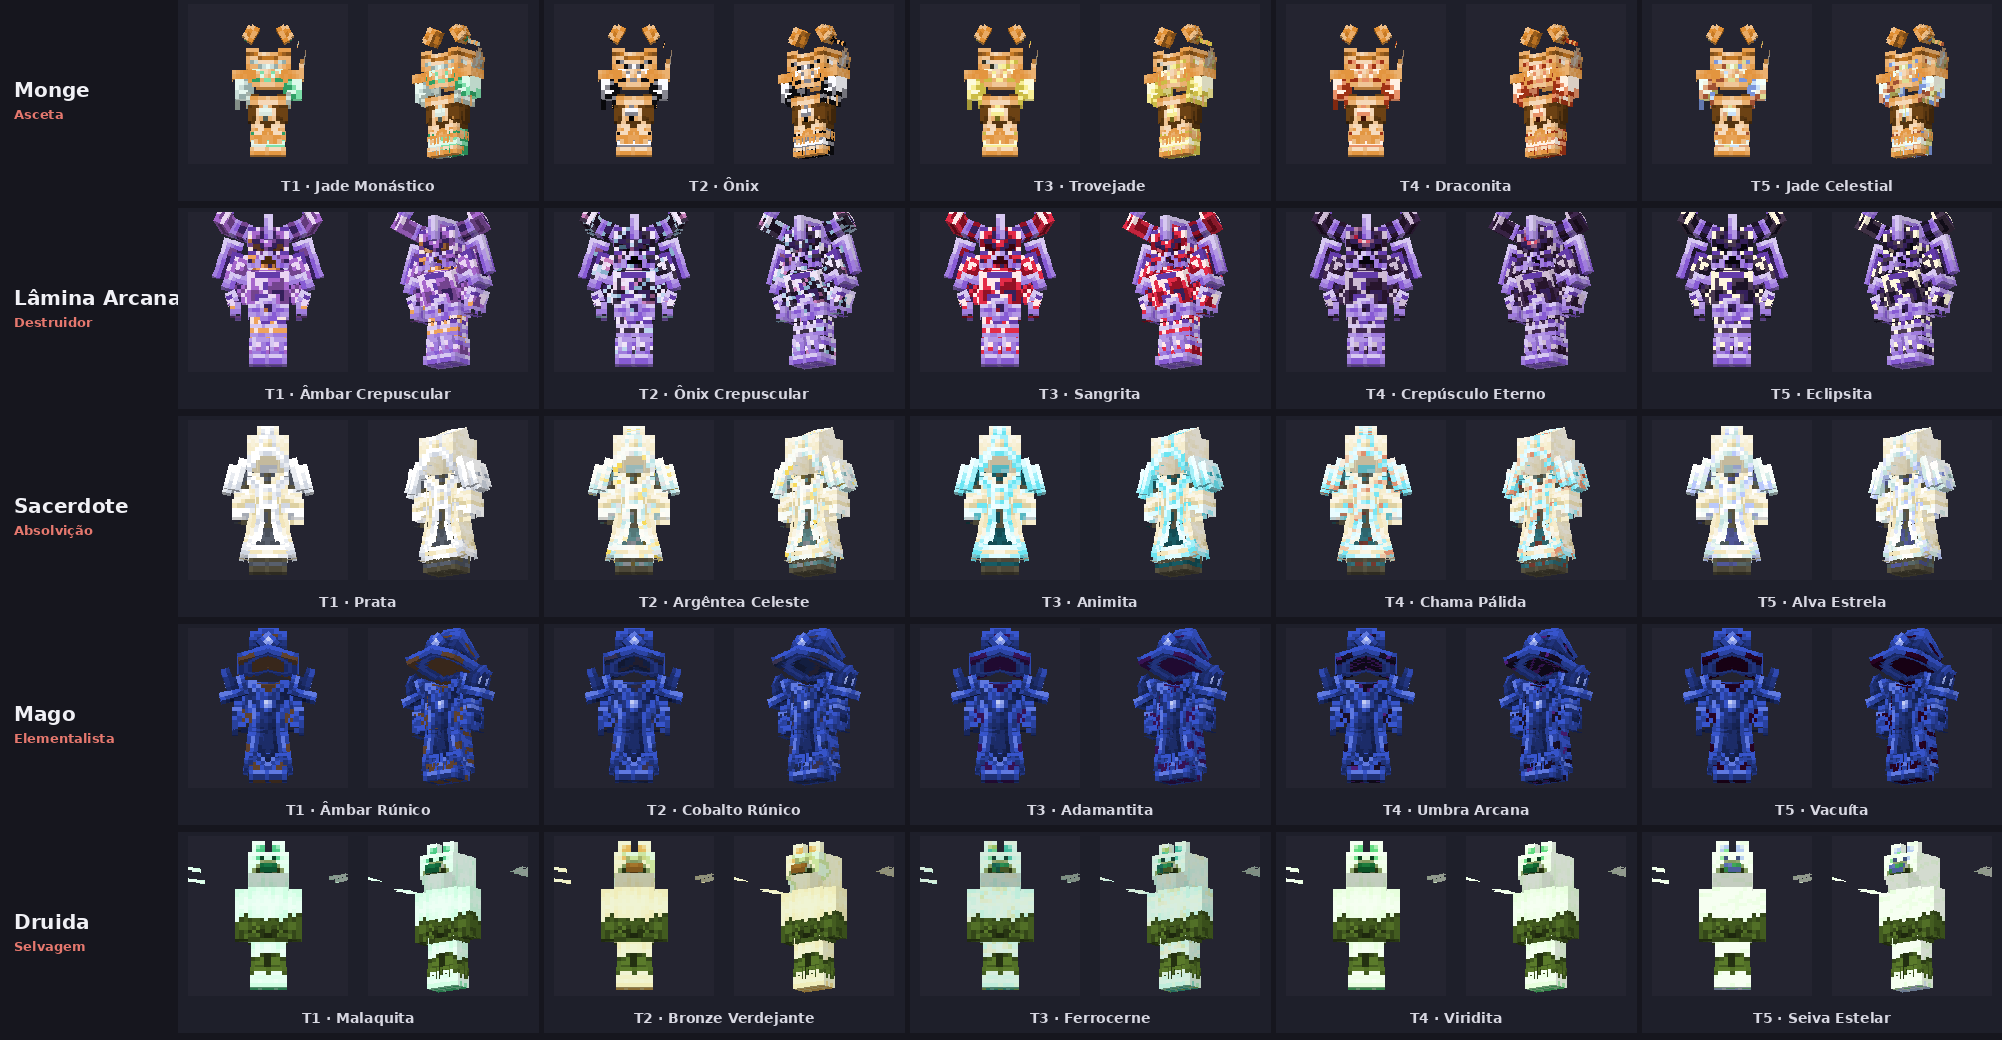 Monge
Asceta
T1 · Jade Monástico
T2 · Ônix
T3 · Trovejade
T4 · Draconita
T5 · Jade Celestial
Lâmina Arcana
Destruidor
T1 · Âmbar Crepuscular
T2 · Ônix Crepuscular
T3 · Sangrita
T4 · Crepúsculo Eterno
T5 · Eclipsita
Sacerdote
Absolvição
T1 · Prata
T2 · Argêntea Celeste
T3 · Animita
T4 · Chama Pálida
T5 · Alva Estrela
Mago
Elementalista
T1 · Âmbar Rúnico
T2 · Cobalto Rúnico
T3 · Adamantita
T4 · Umbra Arcana
T5 · Vacuíta
Druida
Selvagem
T1 · Malaquita
T2 · Bronze Verdejante
T3 · Ferrocerne
T4 · Viridita
T5 · Seiva Estelar